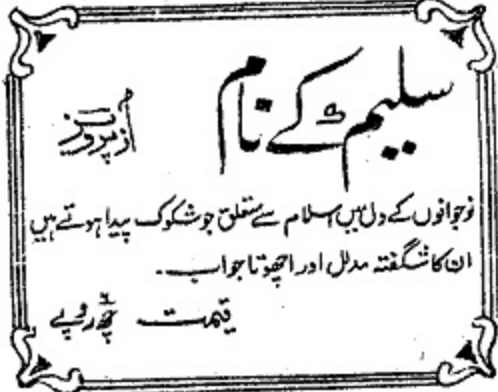 سلیم کے نام
از پرویز
نوجوانوں کے دل میں اسلام سے متعلق جو شکوک پیدا ہوتے ہیں
ان کا شگفتہ مدلل اور اچھوتا جواب۔
قیمت چھ روپے